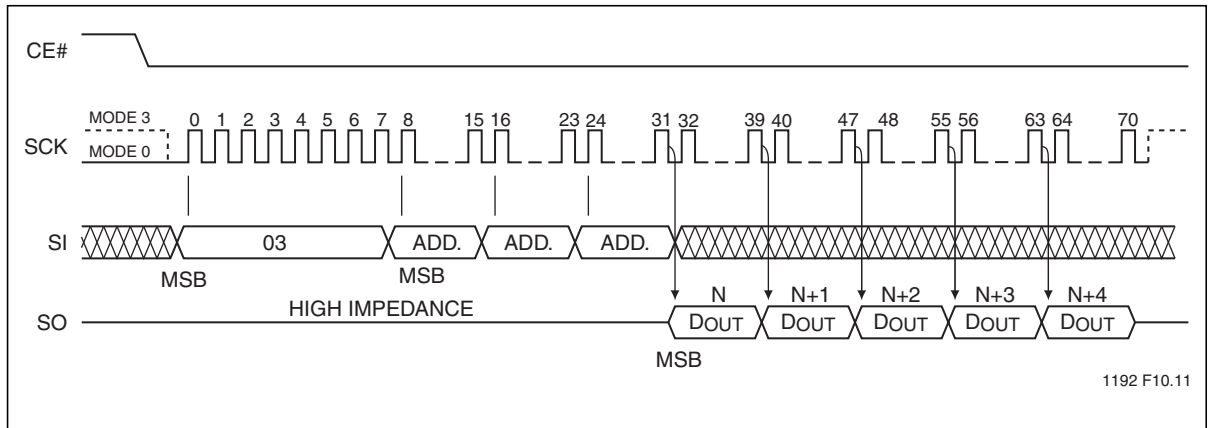 CE#
MODE 3
0 1 2 3 4 5 6 7 8 15 16 23 24 31 32 39 40 47 48 55 56 63 64 70
SCK
MODE 0
SI
03 ADD. ADD. ADD.
MSB MSB
HIGH IMPEDANCE
N N+1 N+2 N+3 N+4
SO
DOUT DOUT DOUT DOUT DOUT
MSB
1192 F10.11